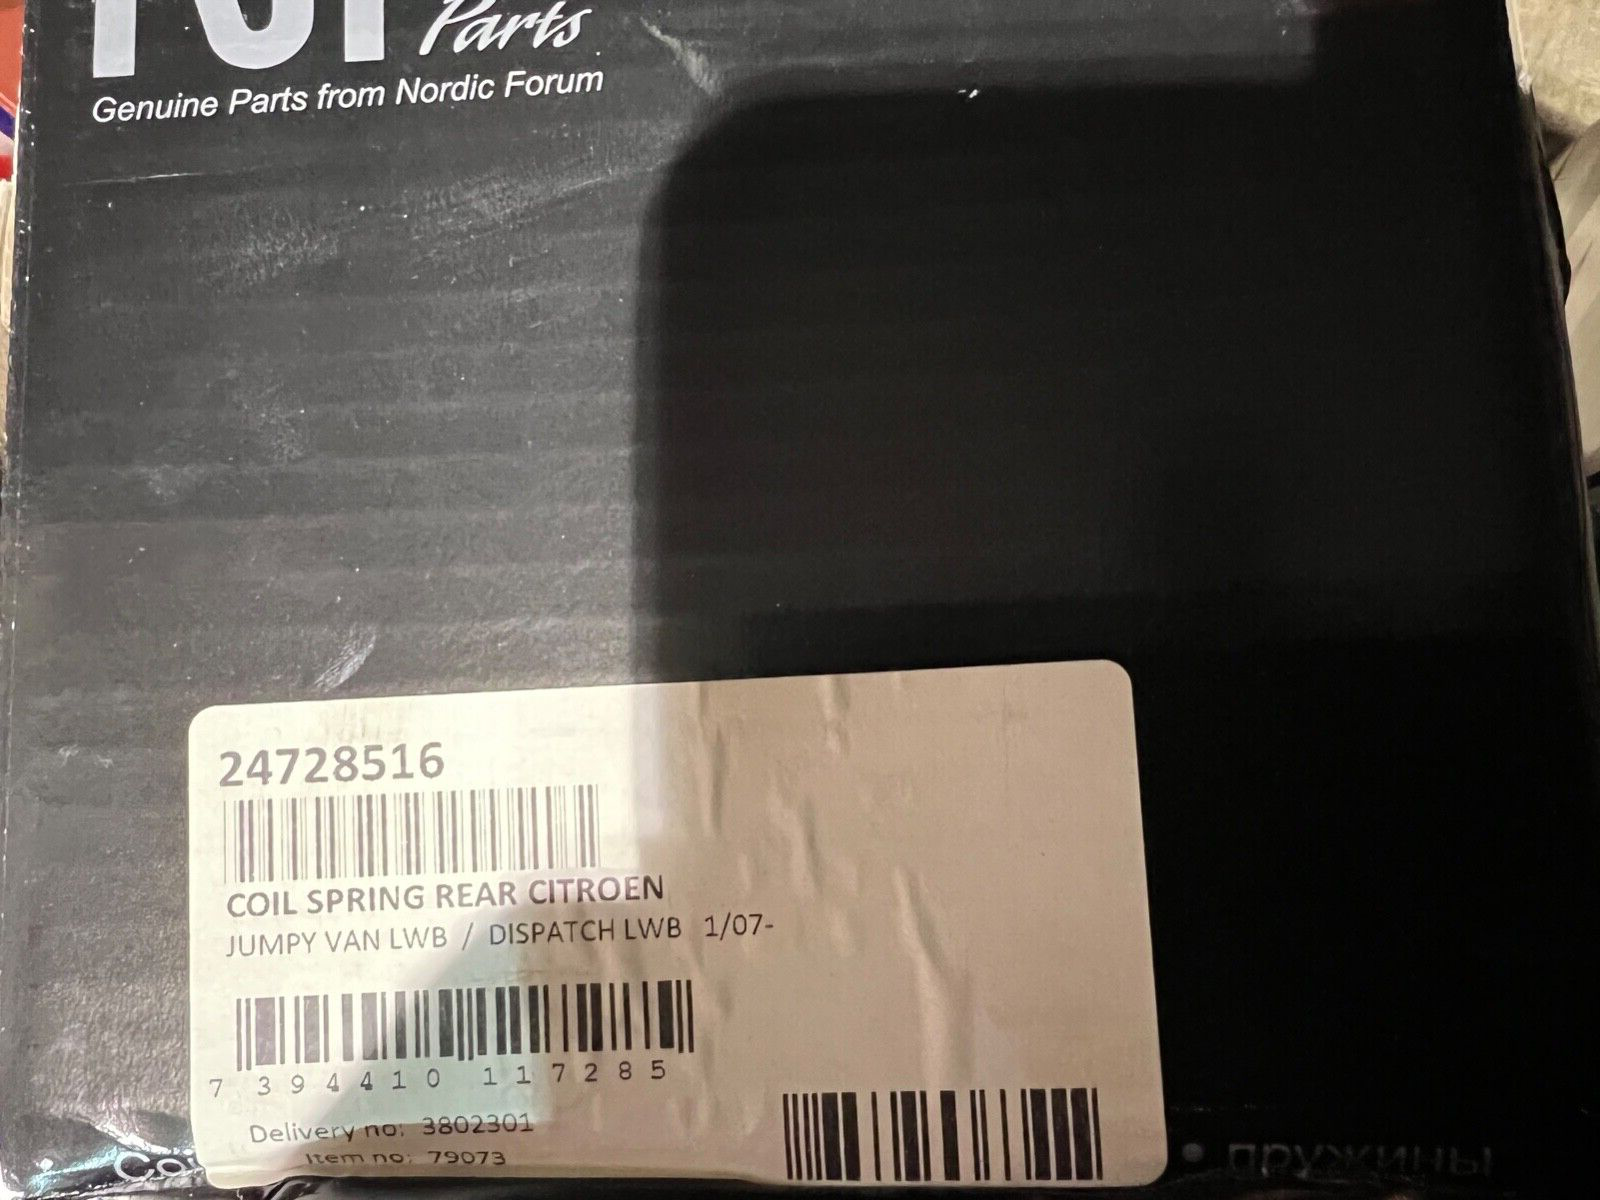 Parts
Genuine Parts from Nordic Forum
24728516
COIL SPRING REAR CITROEN
JUMPY VAN LWB / DISPATCH LWB 1/07-
7 394410 117285
Delivery no: 3802301
Item no: 79073
• пружины